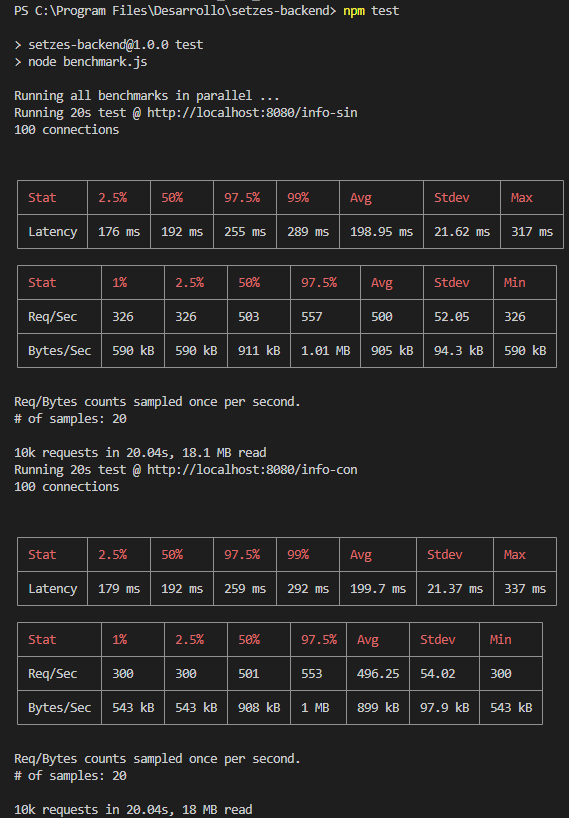 PS C:\Program Files\Desarrollo\setzes-backend> npm test
> setzes-backend@1.0.0 test
> node benchmark.js
Running all benchmarks in parallel ...
Running 20s test @ http://localhost:8080/info-sin
100 connections
Stat 2.5% 50% 97.5% 99% Avg Stdev Max
Latency 176 ms 192 ms 255 ms 289 ms 198.95 ms 21.62 ms 317 ms
Stat 1% 2.5% 50% 97.5% Avg Stdev Min
Req/Sec 326 326 503 557 500 52.05 326
Bytes/Sec 590 kB 590 kB 911 kB 1.01 MB 905 kB 94.3 kB 590 kB
Req/Bytes counts sampled once per second.
# of samples: 20
10k requests in 20.04s, 18.1 MB read
Running 20s test @ http://localhost:8080/info-con
100 connections
Stat 2.5% 50% 97.5% 99% Avg Stdev Max
Latency 179 ms 192 ms 259 ms 292 ms 199.7 ms 21.37 ms 337 ms
Stat 1% 2.5% 50% 97.5% Avg Stdev Min
Req/Sec 300 300 501 553 496.25 54.02 300
Bytes/Sec 543 kB 543 kB 908 kB 1 MB 899 kB 97.9 kB 543 kB
Req/Bytes counts sampled once per second.
# of samples: 20
10k requests in 20.04s, 18 MB read